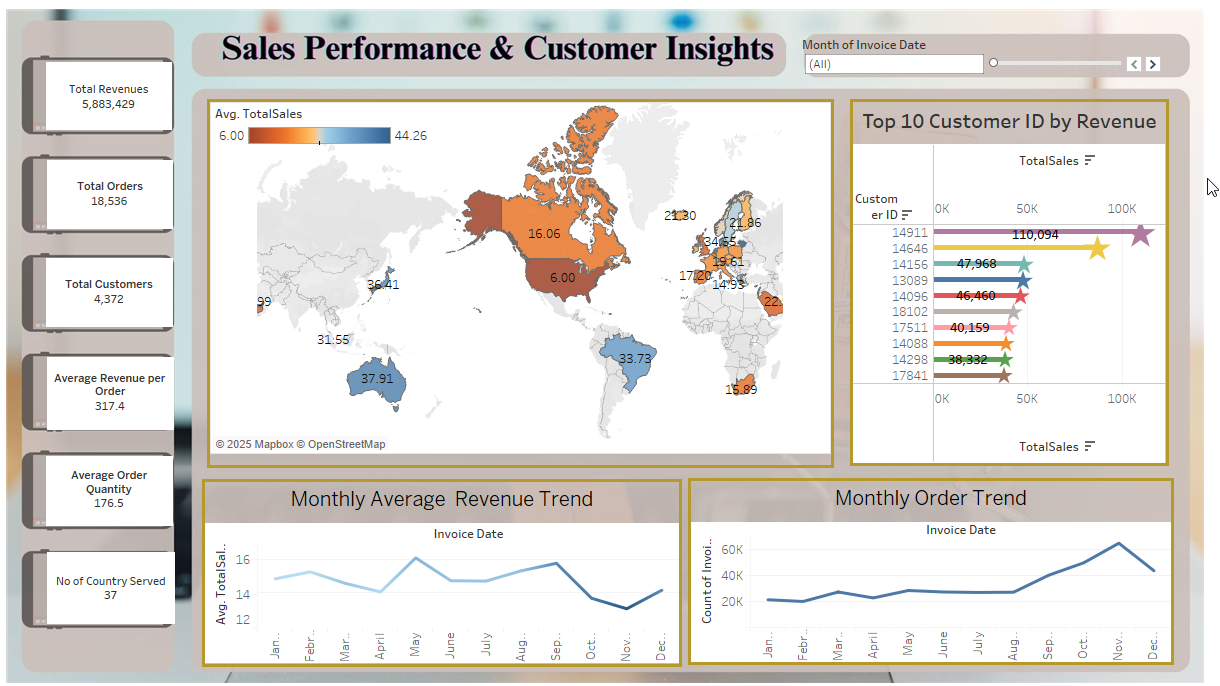 Sales Performance & Customer Insights
Month of Invoice Date
(All)
Total Revenues
5,883,429
Total Orders
18,536
Total Customers
4,372
Average Revenue per
Order
317.4
Average Order
Quantity
176.5
No of Country Served
37
Avg. TotalSales
6.00
44.26
16.06
6.00
21.30
21.86
34.55
19.61
17.20
14.93
22.
36.41
99
31.55
37.91
33.73
15.89
© 2025 Mapbox © OpenStreetMap
Top 10 Customer ID by Revenue
TotalSales
Custom
er ID
0K
50K
100K
14911
110,094
14646
14156
47,968
13089
14096
46,460
18102
17511
40,159
14088
14298
38,332
17841
0K
50K
100K
TotalSales
Monthly Average Revenue Trend
Invoice Date
Avg. TotalSal..
16
14
12
Jan..
Febr..
Mar..
April
May
June
July
Aug..
Sep..
Oct..
Nov..
Dec..
Monthly Order Trend
Invoice Date
Count of Invoi..
60K
40K
20K
Jan..
Febr..
Mar..
April
May
June
July
Aug..
Sep..
Oct..
Nov..
Dec..